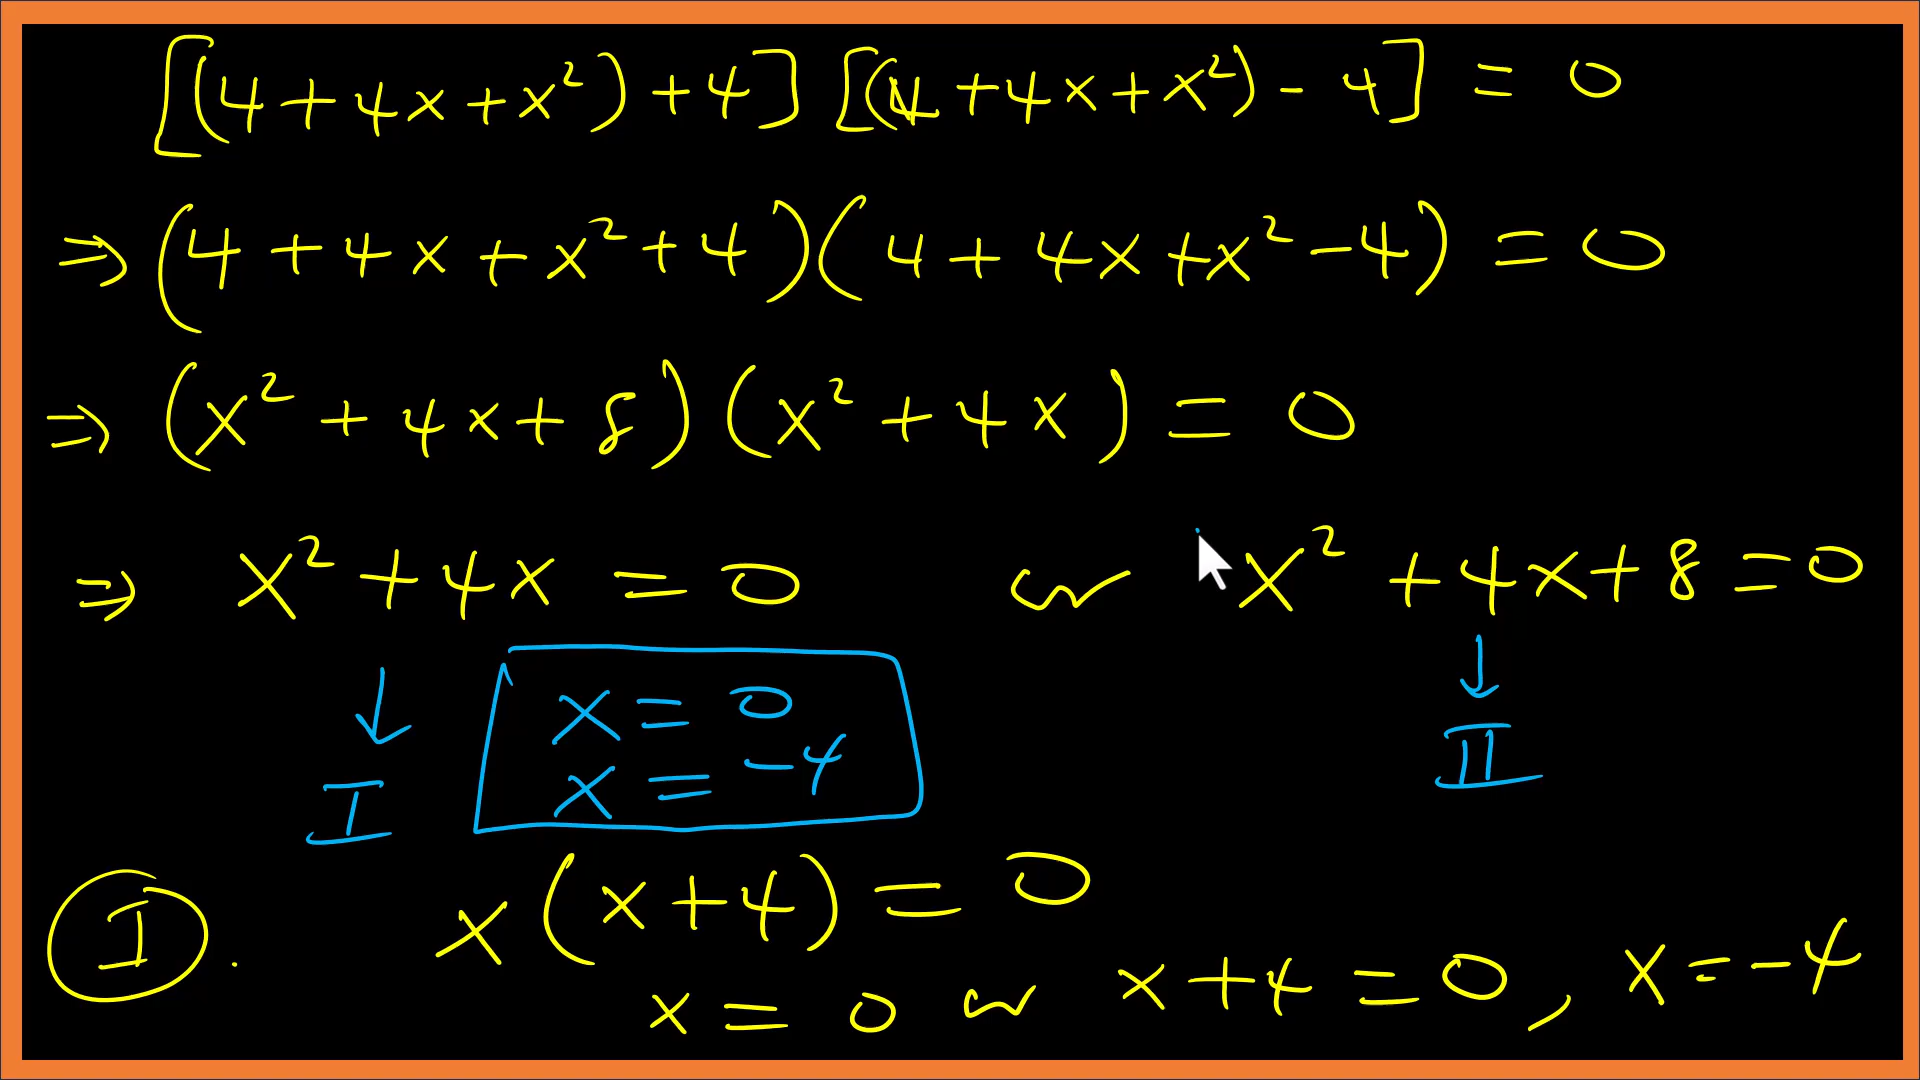 [(4 + 4x + x²) + 4] [(4 + 4x + x²) - 4] = 0
⇒ (4 + 4x + x² + 4)(4 + 4x + x² - 4) = 0
⇒ (x² + 4x + 8)(x² + 4x) = 0
⇒ x² + 4x = 0 or x² + 4x + 8 = 0
↓ x = 0 ↓
I x = -4 II
I. x(x + 4) = 0
x = 0 or x + 4 = 0, x = -4